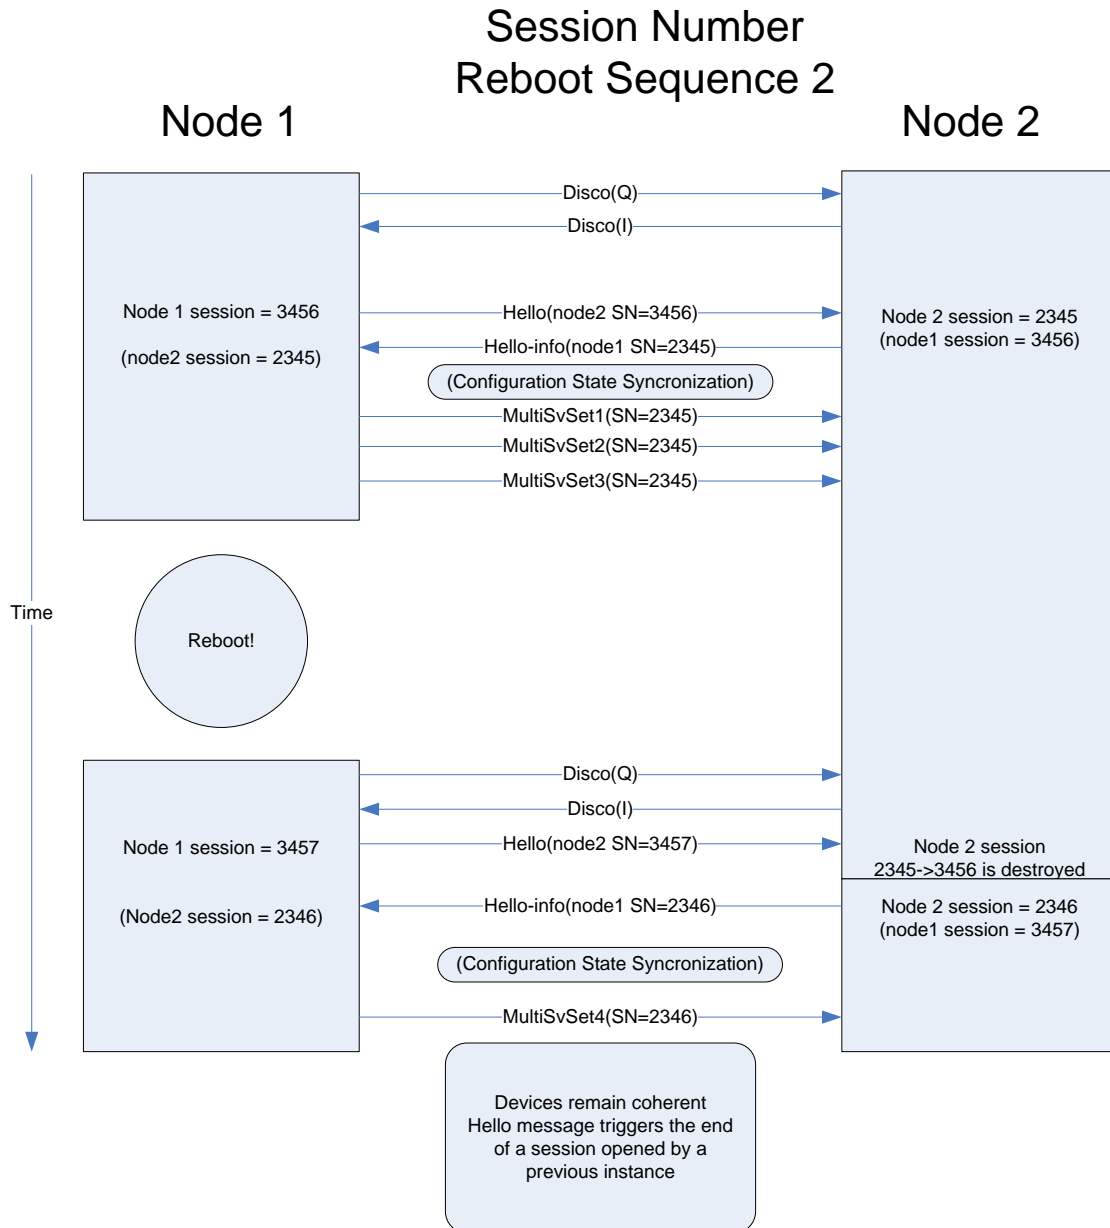 Session Number
Reboot Sequence 2
Node 1
Node 2
Disco(Q)
Disco(I)
Node 1 session = 3456
(node2 session = 2345)
Hello(node2 SN=3456)
Hello-info(node1 SN=2345)
Node 2 session = 2345
(node1 session = 3456)
(Configuration State Syncronization)
MultiSvSet1(SN=2345)
MultiSvSet2(SN=2345)
MultiSvSet3(SN=2345)
Time
Reboot!
Disco(Q)
Disco(I)
Node 1 session = 3457
(Node2 session = 2346)
Hello(node2 SN=3457)
Node 2 session
2345->3456 is destroyed
Hello-info(node1 SN=2346)
Node 2 session = 2346
(node1 session = 3457)
(Configuration State Syncronization)
MultiSvSet4(SN=2346)
Devices remain coherent
Hello message triggers the end
of a session opened by a
previous instance